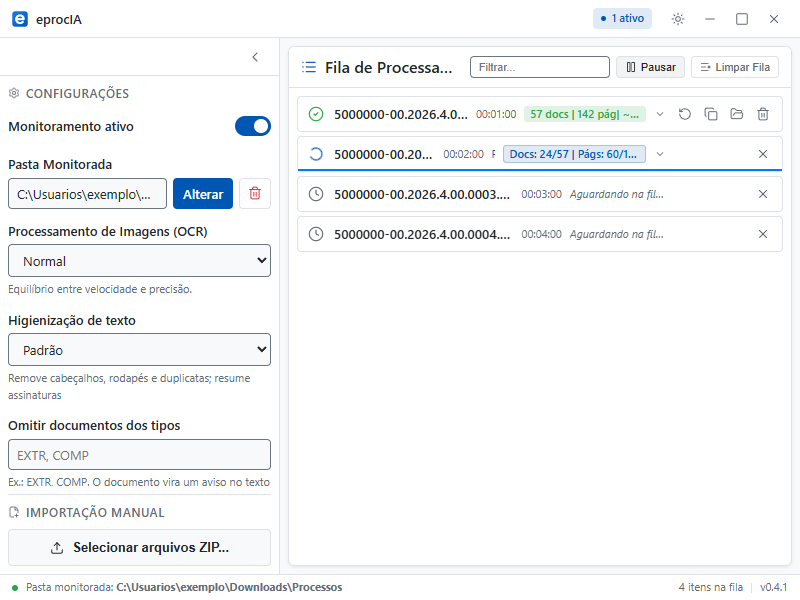 eprocIA
1 ativo
CONFIGURAÇÕES
Monitoramento ativo
Pasta Monitorada
C:\Usuarios\exemplo\...
Alterar
Processamento de Imagens (OCR)
Normal
Equilíbrio entre velocidade e precisão.
Higienização de texto
Padrão
Remove cabeçalhos, rodapés e duplicatas; resume
assinaturas
Omitir documentos dos tipos
EXTR, COMP
Ex.: EXTR, COMP. O documento vira um aviso no texto
IMPORTAÇÃO MANUAL
Selecionar arquivos ZIP...
Fila de Processa...
Filtrar...
Pausar
Limpar Fila
5000000-00.2026.4.0... 00:01:00 57 docs | 142 pág| ~...
5000000-00.20... 00:02:00 F Docs: 24/57 | Págs: 60/1...
5000000-00.2026.4.00.0003.... 00:03:00 Aguardando na fil...
5000000-00.2026.4.00.0004.... 00:04:00 Aguardando na fil...
Pasta monitorada: C:\Usuarios\exemplo\Downloads\Processos
4 itens na fila
v0.4.1